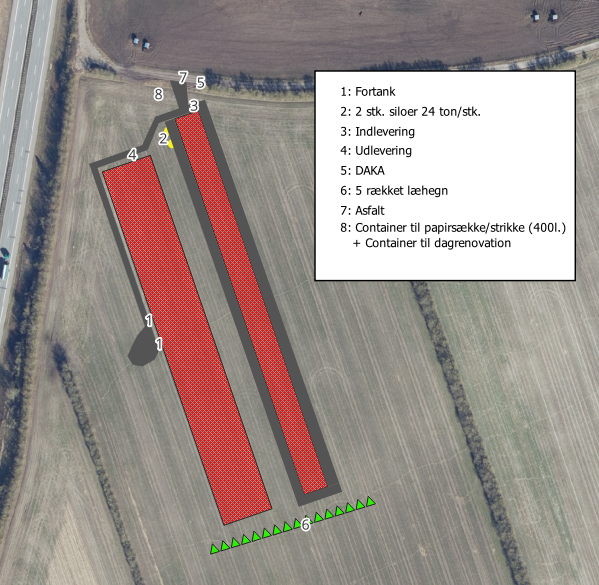 7
5
8
3
2
4
1
1
6
1: Fortank
2: 2 stk. siloer 24 ton/stk.
3: Indlevering
4: Udlevering
5: DAKA
6: 5 rækket læhegn
7: Asfalt
8: Container til papirsække/strikke (400l.)
+ Container til dagrenovation